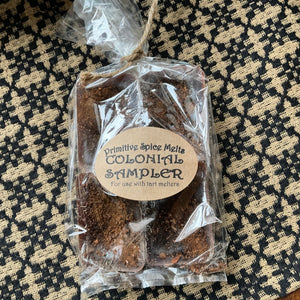 Primitive Spice Melts
COLONIAL
SAMPLER
For use with tart melters